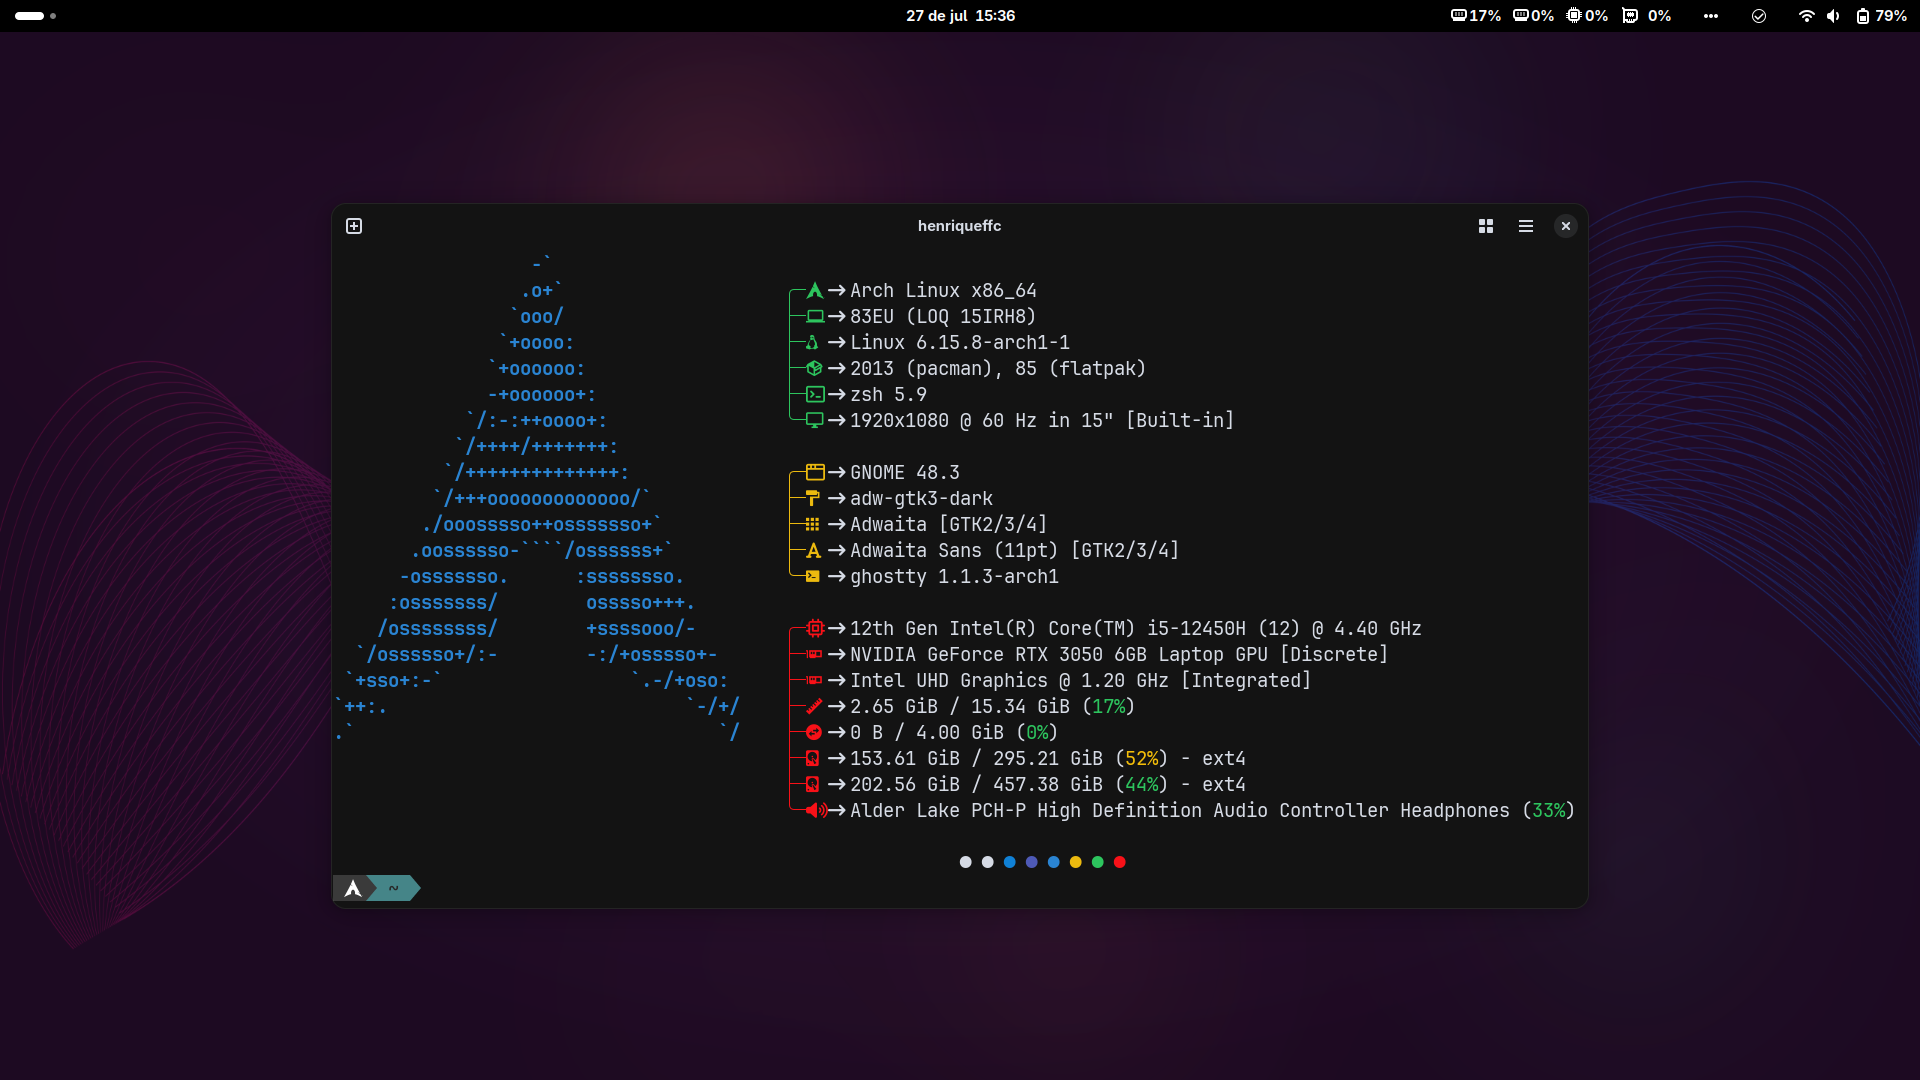 27 de jul 15:36
17% 0% 0% 0% 79%
henriqueffc
-`
.o+`
`ooo/
`+oooo:
`+oooooo:
-+oooooo+:
`/:-:++oooo+:
`/++++/+++++++:
`/++++++++++++++:
`/+++ooooooooooooo/`
./ooosssso++osssssso+`
.oossssso-````/ossssss+`
-osssssso. :ssssssso.
:osssssss/ osssso+++.
/ossssssss/ +ssssooo/-
`/ossssso+/:- -:/+osssso+-
`+sso+:-` `.-/+oso:
`++:. `-/+/
.` `/
Arch Linux x86_64
83EU (LOQ 15IRH8)
Linux 6.15.8-arch1-1
2013 (pacman), 85 (flatpak)
zsh 5.9
1920x1080 @ 60 Hz in 15" [Built-in]
GNOME 48.3
adw-gtk3-dark
Adwaita [GTK2/3/4]
Adwaita Sans (11pt) [GTK2/3/4]
ghostty 1.1.3-arch1
12th Gen Intel(R) Core(TM) i5-12450H (12) @ 4.40 GHz
NVIDIA GeForce RTX 3050 6GB Laptop GPU [Discrete]
Intel UHD Graphics @ 1.20 GHz [Integrated]
2.65 GiB / 15.34 GiB (17%)
0 B / 4.00 GiB (0%)
153.61 GiB / 295.21 GiB (52%) - ext4
202.56 GiB / 457.38 GiB (44%) - ext4
Alder Lake PCH-P High Definition Audio Controller Headphones (33%)
~